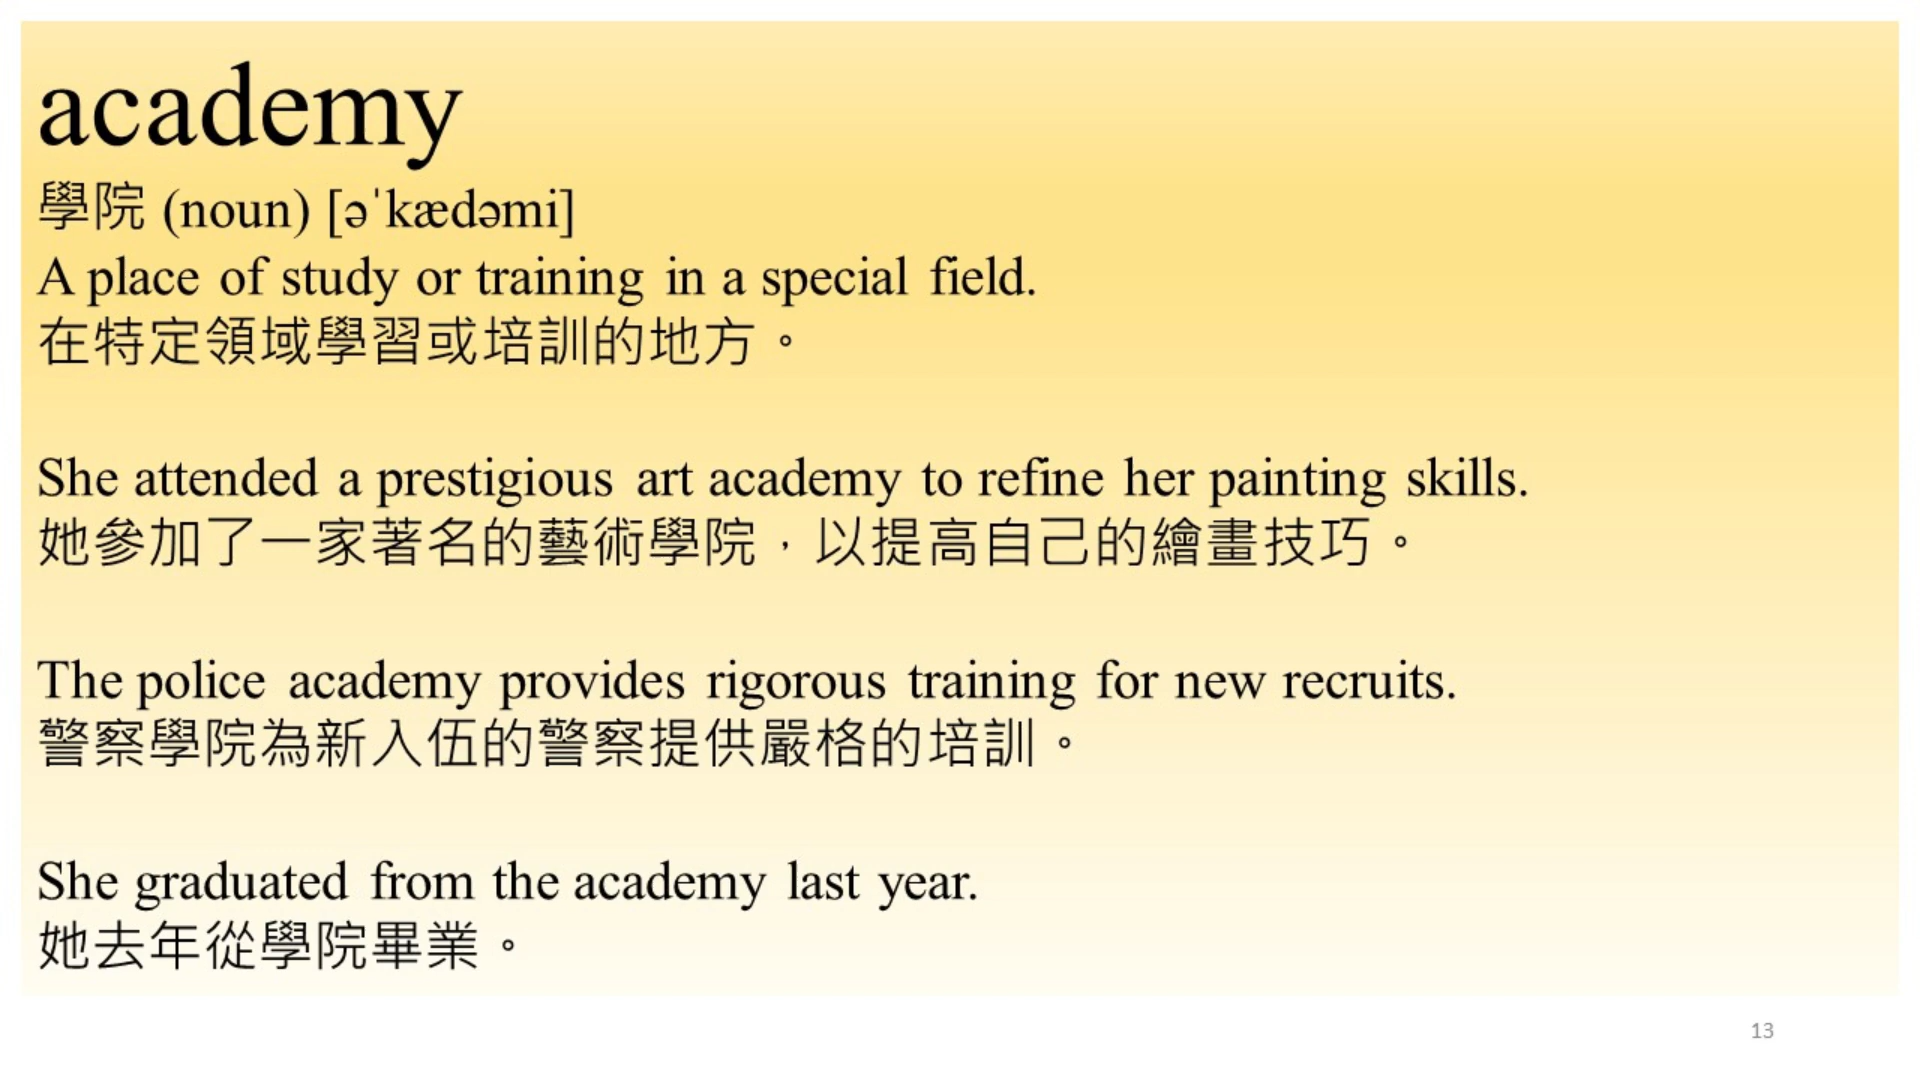 academy
學院 (noun) [əˈkædəmi]
A place of study or training in a special field.
在特定領域學習或培訓的地方。
She attended a prestigious art academy to refine her painting skills.
她參加了一家著名的藝術學院，以提高自己的繪畫技巧。
The police academy provides rigorous training for new recruits.
警察學院為新入伍的警察提供嚴格的培訓。
She graduated from the academy last year.
她去年從學院畢業。
13